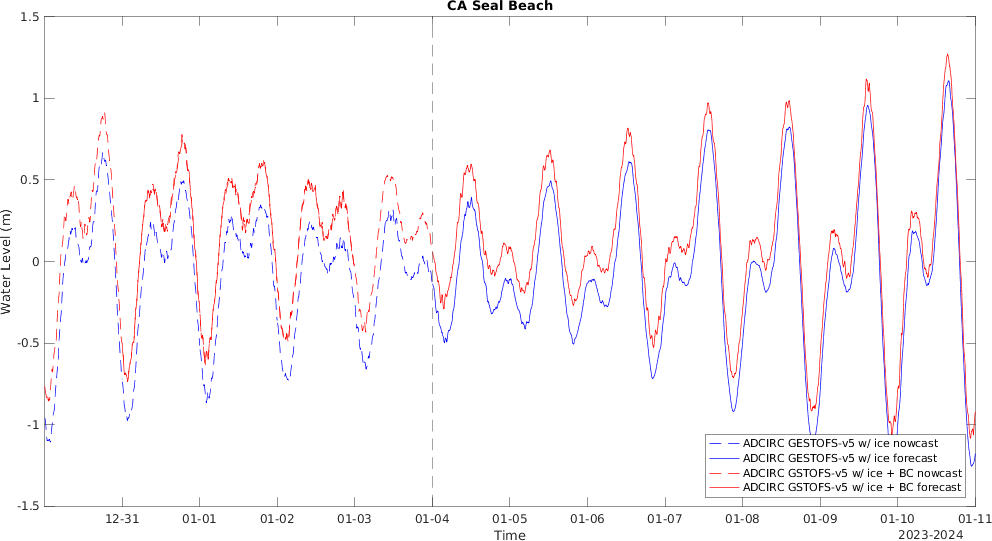 CA Seal Beach
1.5
1
0.5
0
-0.5
-1
-1.5
Water Level (m)
12-31
01-01
01-02
01-03
01-04
01-05
01-06
01-07
01-08
01-09
01-10
01-11
Time
2023-2024
ADCIRC GESTOFS-v5 w/ ice nowcast
ADCIRC GESTOFS-v5 w/ ice forecast
ADCIRC GSTOFS-v5 w/ ice + BC nowcast
ADCIRC GSTOFS-v5 w/ ice + BC forecast